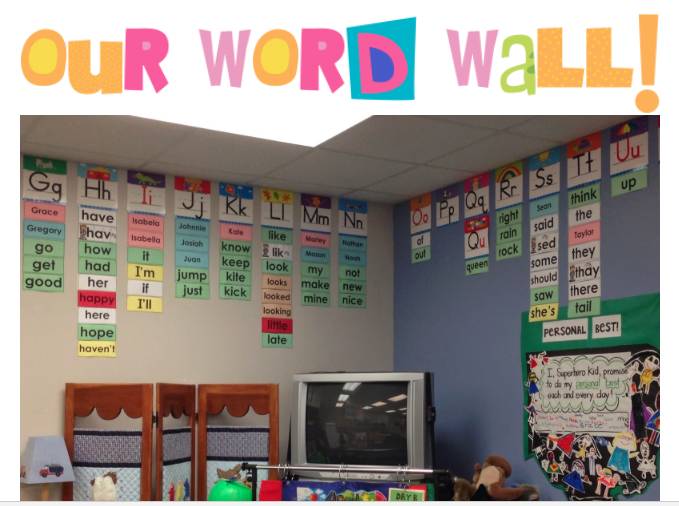 OUR WORD WaLL!
Gg
Grace
Gregory
go
get
good
Hh
have
hav
how
had
her
happy
here
hope
haven't
Ii
Isabela
Isabella
it
I'm
if
I'll
Jj
Johnnie
Josiah
Juan
jump
just
Kk
Kate
know
keep
kite
kick
Ll
like
lik
look
looks
looked
looking
little
late
Mm
Marley
Mason
my
make
mine
Nn
Nathan
Noah
not
new
nice
Oo
of
out
Pp
Qq
Qu
queen
Rr
right
rain
rock
Ss
Sean
said
sed
some
should
saw
she's
Tt
think
the
Taylor
they
thay
there
tail
Uu
up
PERSONAL BEST!
I, Superhero Kid, promise
to do my personal best
each and every day!
DAY 8